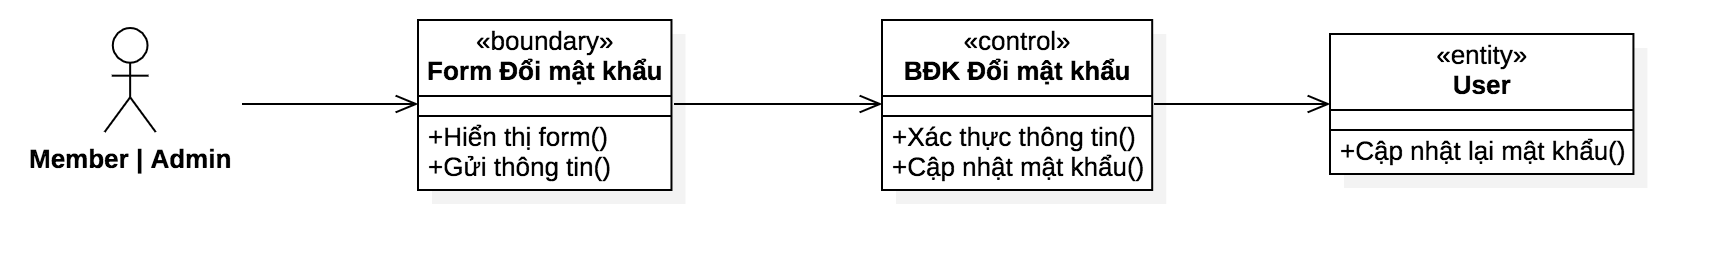 Member | Admin
«boundary»
Form Đổi mật khẩu
+Hiển thị form()
+Gửi thông tin()
«control»
BĐK Đổi mật khẩu
+Xác thực thông tin()
+Cập nhật mật khẩu()
«entity»
User
+Cập nhật lại mật khẩu()